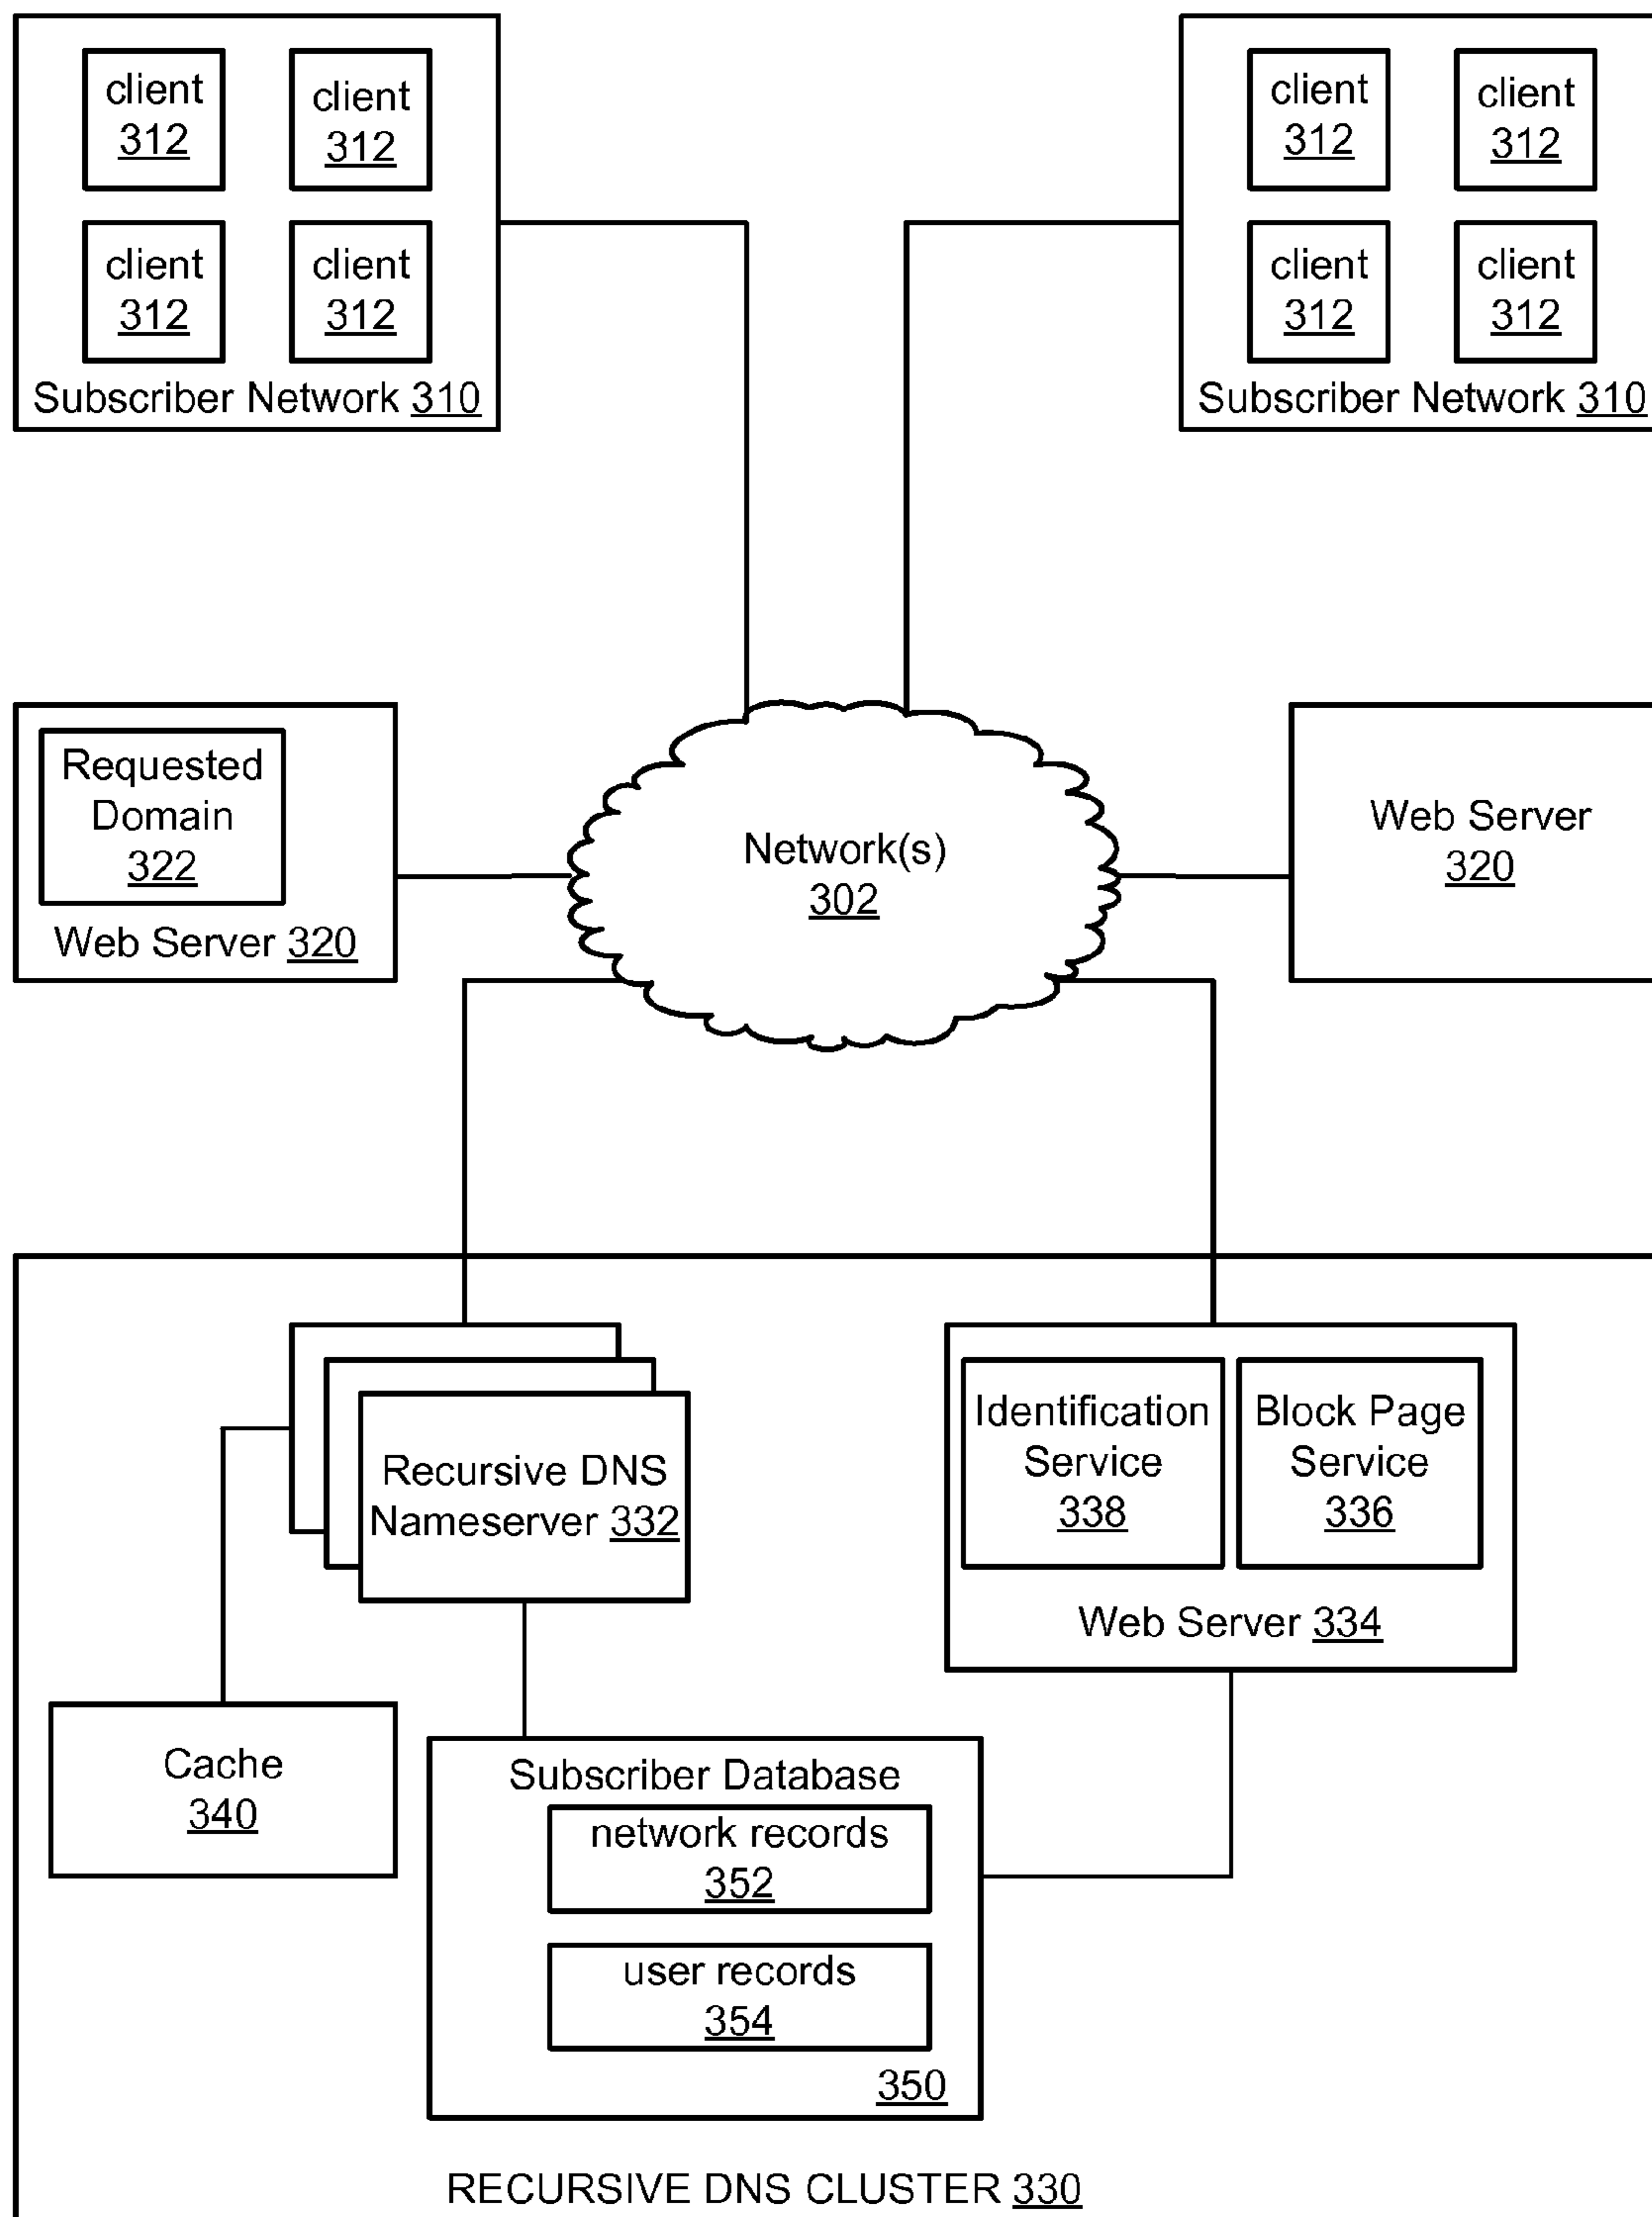 client
312
client
312
client
312
client
312
Subscriber Network 310
client
312
client
312
client
312
client
312
Subscriber Network 310
Requested
Domain
322
Web Server 320
Network(s)
302
Web Server
320
Recursive DNS
Nameserver 332
Identification
Service
338
Block Page
Service
336
Web Server 334
Cache
340
Subscriber Database
network records
352
user records
354
350
RECURSIVE DNS CLUSTER 330